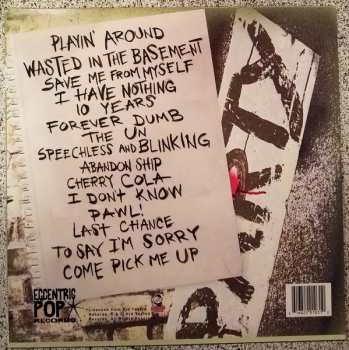 PLAYIN' AROUND
WASTED IN THE BASEMENT
SAVE ME FROM MYSELF
I HAVE NOTHING
10 YEARS
FOREVER DUMB
THE UN
SPEECHLESS AND BLINKING
ABANDON SHIP
CHERRY COLA
I DON'T KNOW
PAWL!
LAST CHANCE
TO SAY I'M SORRY
COME PICK ME UP
ECCENTRIC
POP
RECORDS